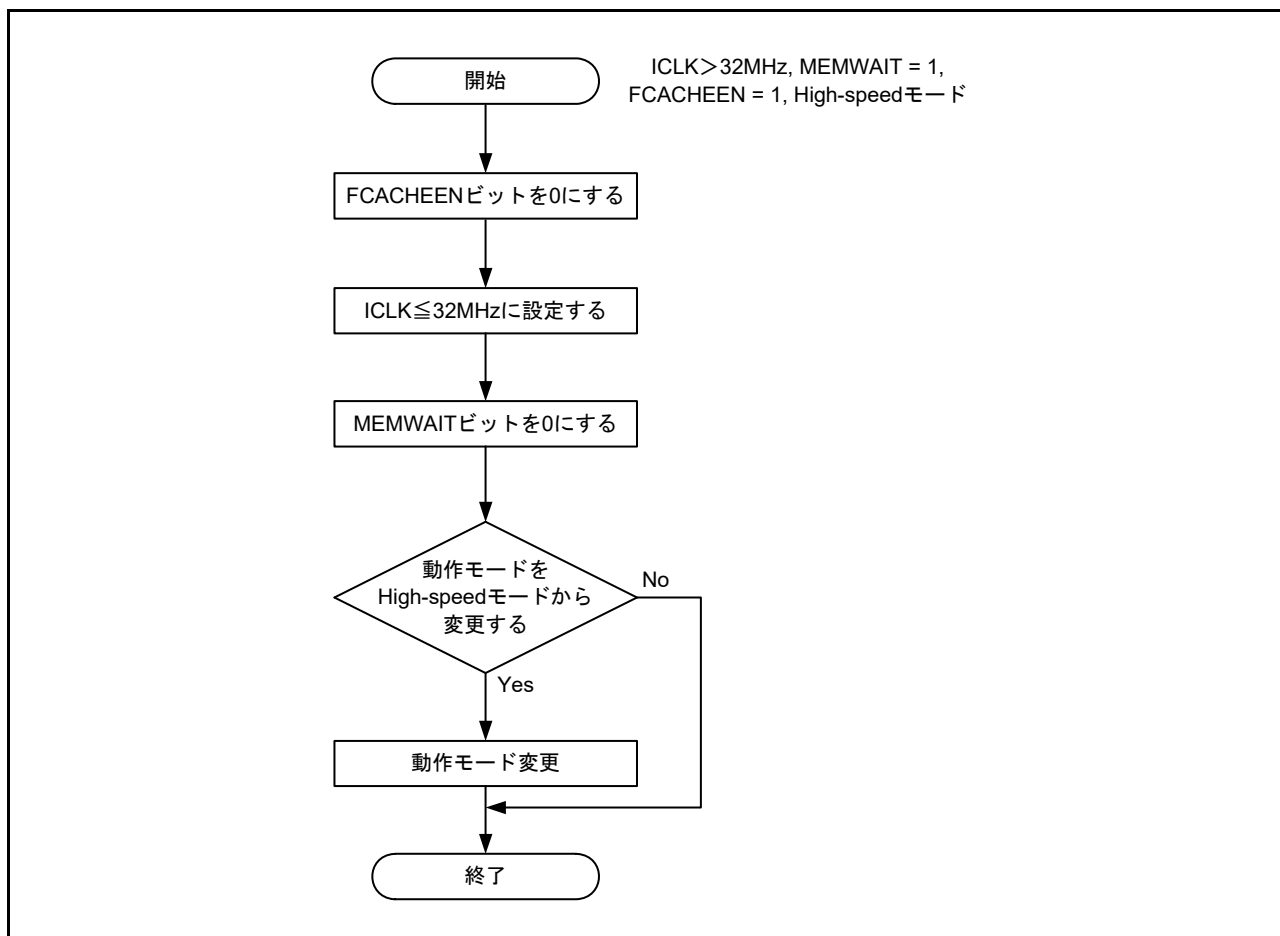 開始
ICLK＞32MHz, MEMWAIT = 1,
FCACHEEN = 1, High-speedモード
FCACHEENビットを0にする
ICLK≦32MHzに設定する
MEMWAITビットを0にする
動作モードを
High-speedモードから
変更する
No
Yes
動作モード変更
終了